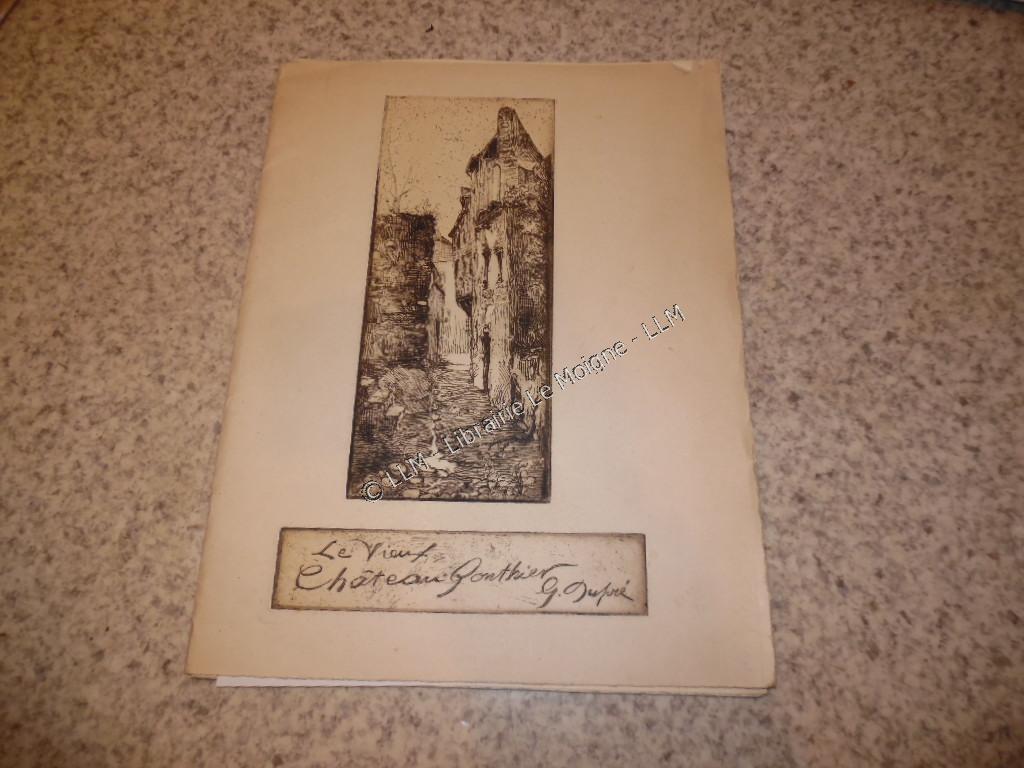 © LLM - Librairie Le Moigne - LLM
Le Vieux
Château-Gonthier
G. Dupré